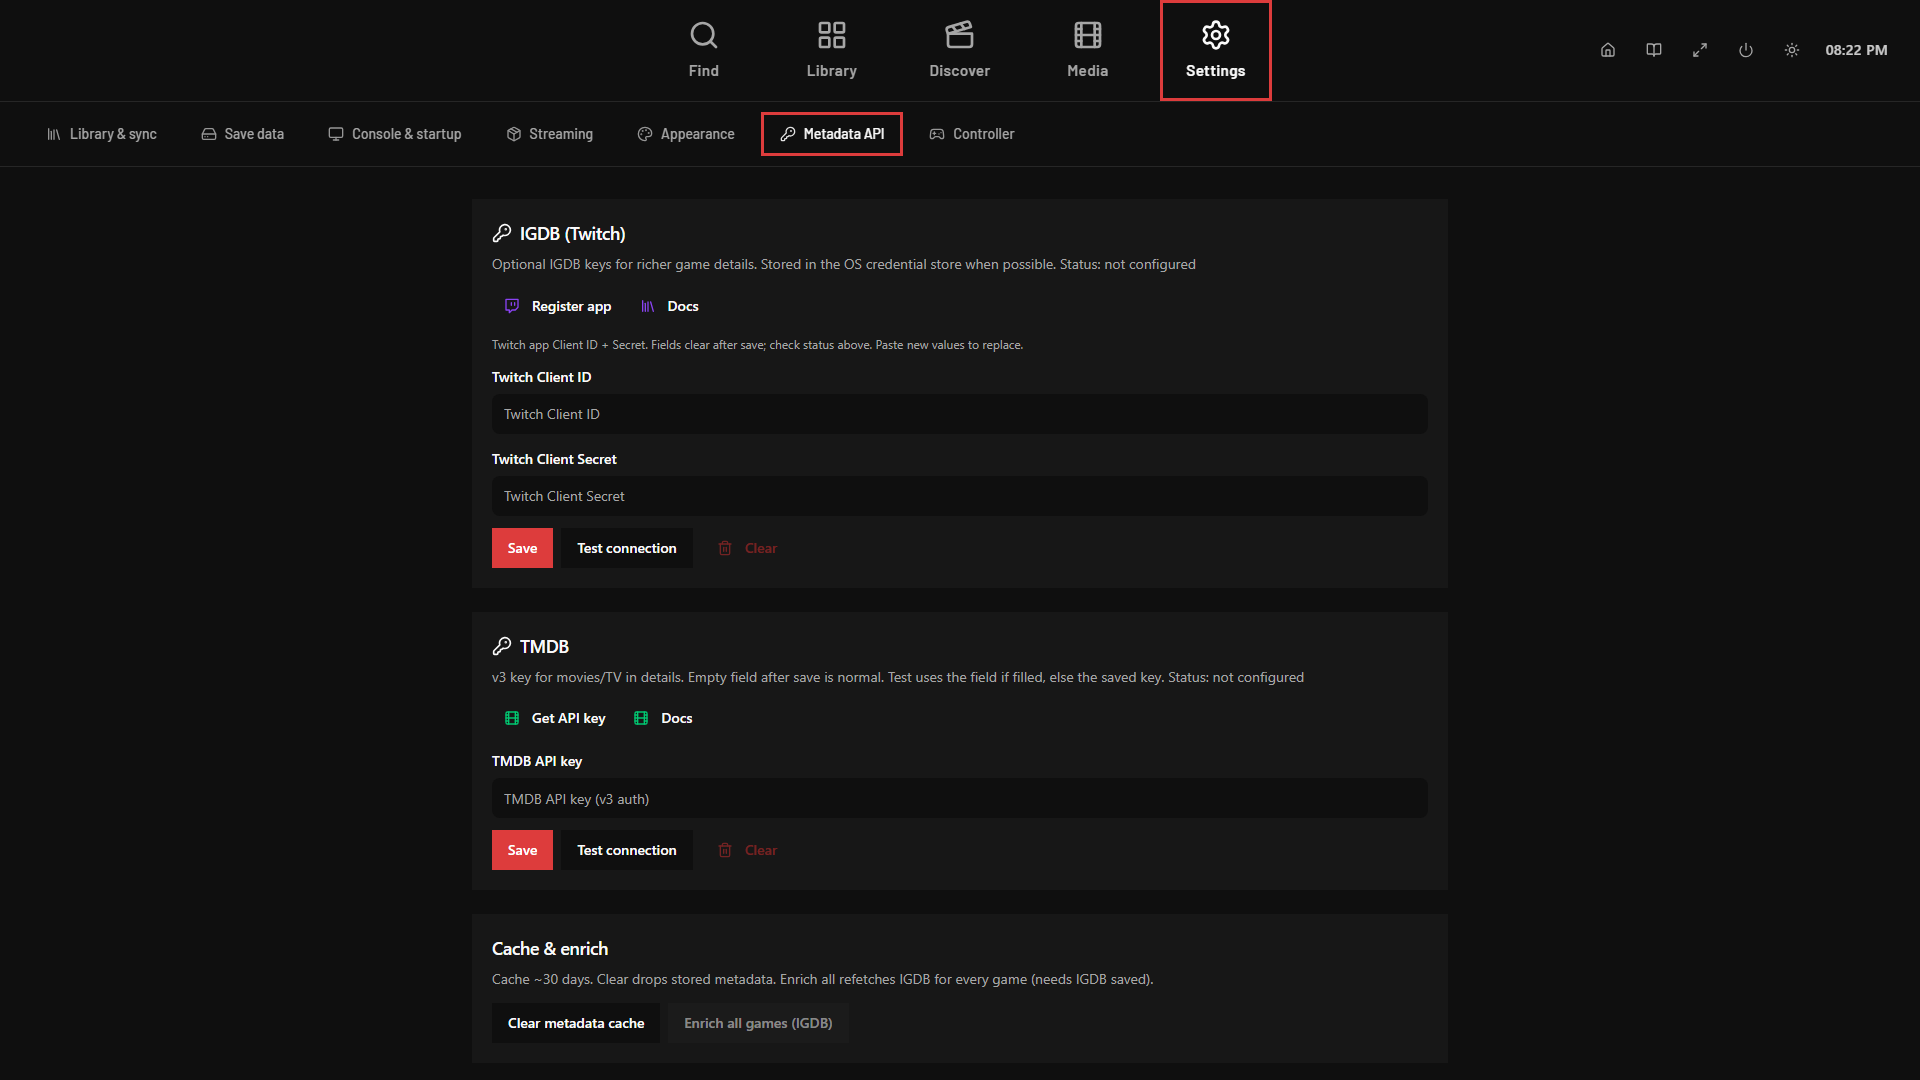 Find
Library
Discover
Media
Settings
08:22 PM
Library & sync
Save data
Console & startup
Streaming
Appearance
Metadata API
Controller
IGDB (Twitch)
Optional IGDB keys for richer game details. Stored in the OS credential store when possible. Status: not configured
Register app
Docs
Twitch app Client ID + Secret. Fields clear after save; check status above. Paste new values to replace.
Twitch Client ID
Twitch Client ID
Twitch Client Secret
Twitch Client Secret
Save
Test connection
Clear
TMDB
v3 key for movies/TV in details. Empty field after save is normal. Test uses the field if filled, else the saved key. Status: not configured
Get API key
Docs
TMDB API key
TMDB API key (v3 auth)
Save
Test connection
Clear
Cache & enrich
Cache ~30 days. Clear drops stored metadata. Enrich all refetches IGDB for every game (needs IGDB saved).
Clear metadata cache
Enrich all games (IGDB)